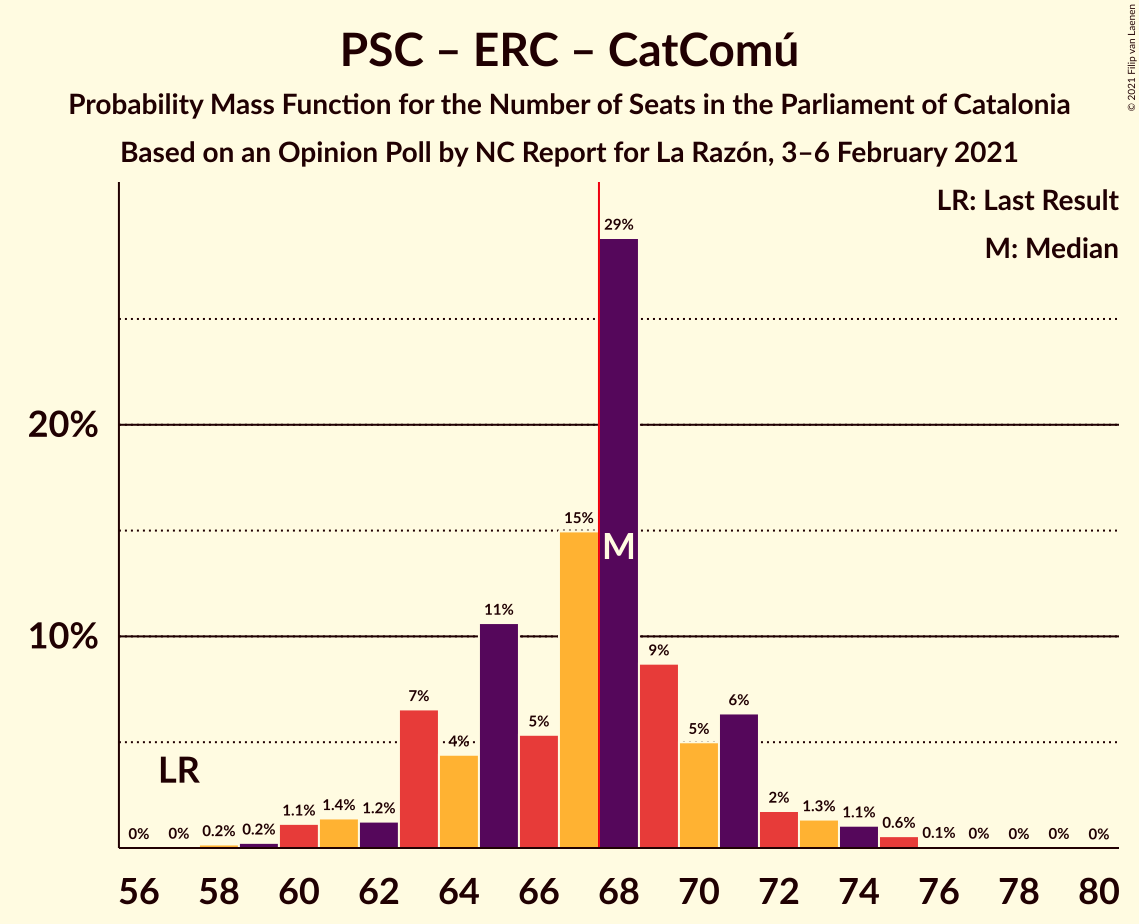 PSC – ERC – CatComú
Probability Mass Function for the Number of Seats in the Parliament of Catalonia
Based on an Opinion Poll by NC Report for La Razón, 3–6 February 2021
© 2021 Filip van Laenen
LR: Last Result
M: Median
29%
20%
15%
M
11%
10%
9%
7%
6%
5%
5%
4%
LR
0% 0% 0.2% 0.2% 1.1% 1.4% 1.2% 2% 1.3% 1.1% 0.6% 0.1% 0% 0% 0% 0%
56 58 60 62 64 66 68 70 72 74 76 78 80